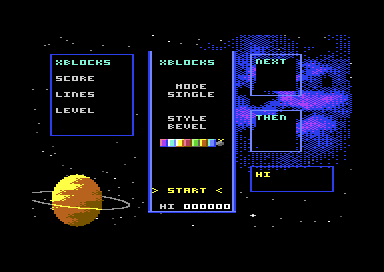 XBLOCKS
SCORE
LINES
LEVEL
XBLOCKS
MODE
SINGLE
STYLE
BEVEL
> START <
HI 000000
NEXT
THEN
HI